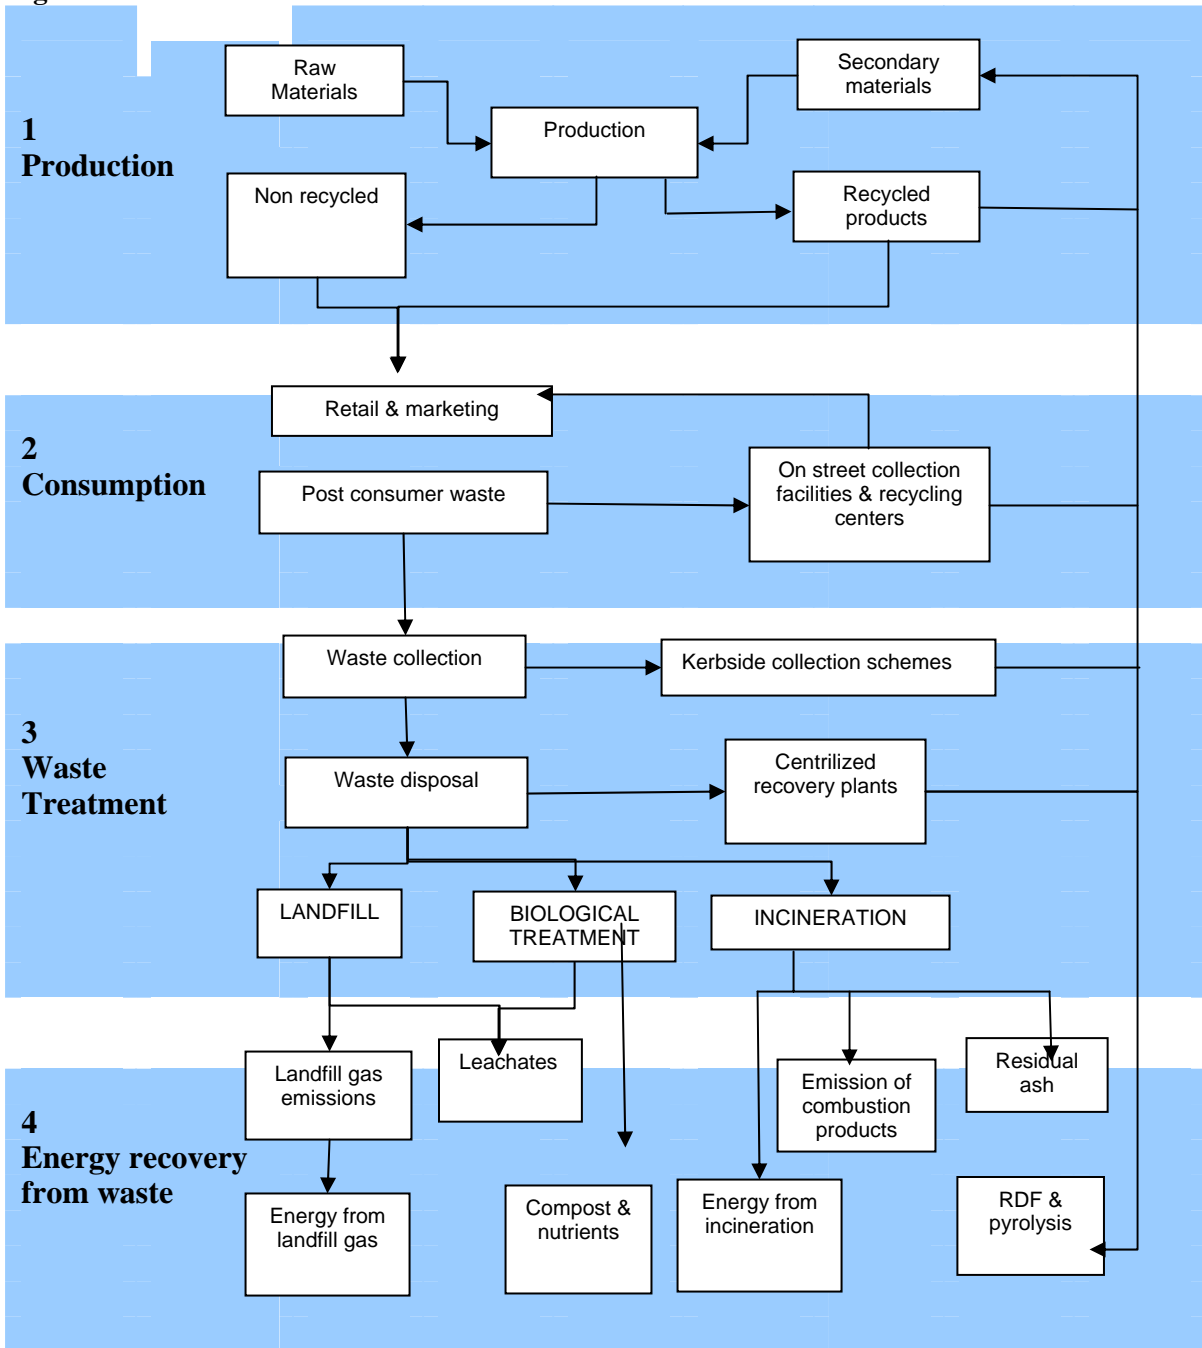 Raw
Materials
Secondary
materials
1
Production
Production
Non recycled
Recycled
products
Retail & marketing
2
Consumption
Post consumer waste
On street collection
facilities & recycling
centers
Waste collection
Kerbside collection schemes
3
Waste
Treatment
Waste disposal
Centrilized
recovery plants
LANDFILL
BIOLOGICAL
TREATMENT
INCINERATION
Landfill gas
emissions
Leachates
Emission of
combustion
products
Residual
ash
4
Energy recovery
from waste
Energy from
landfill gas
Compost &
nutrients
Energy from
incineration
RDF &
pyrolysis